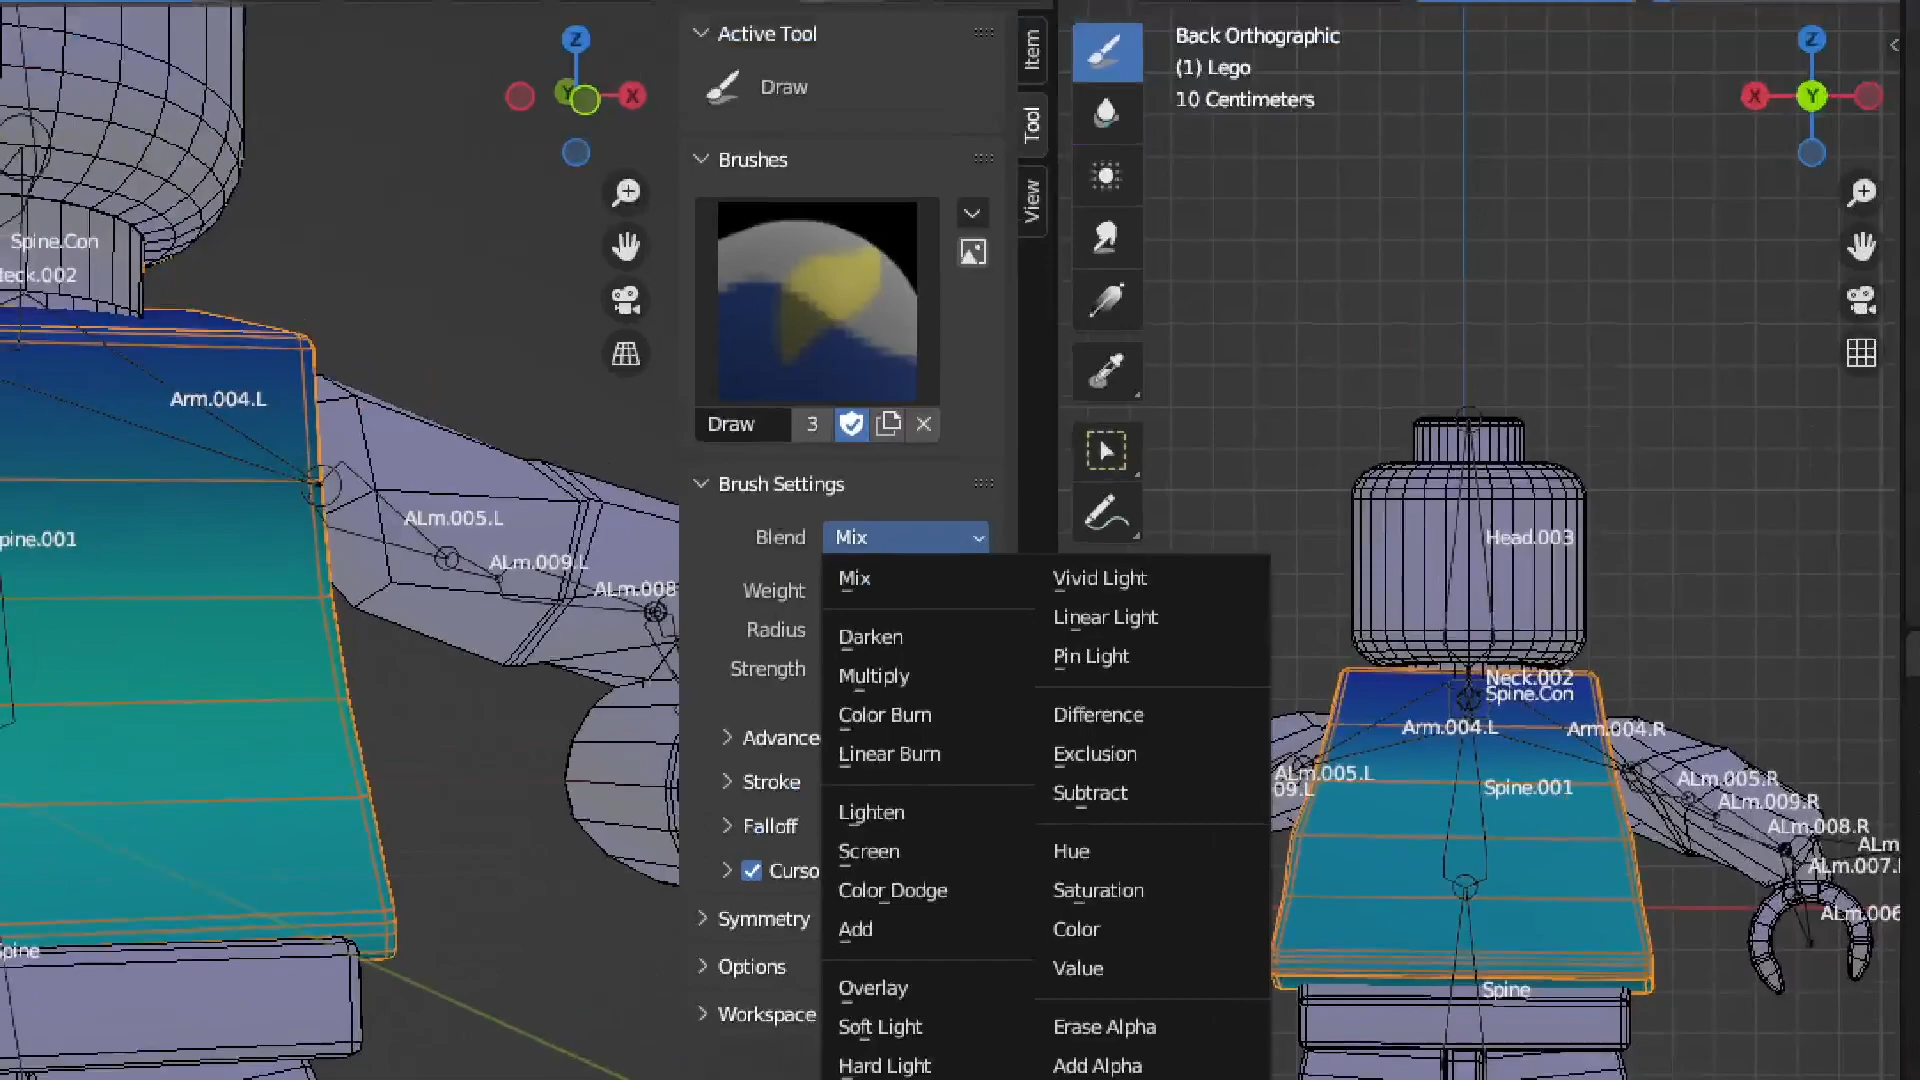 Z
Y
X
Spine.Con
Neck.002
Arm.004.L
ALm.005.L
ALm.009.L
ALm.008
pine.001
Spine
Active Tool
Draw
Brushes
Draw 3
Brush Settings
Blend Mix
Weight
Radius
Strength
Advance
Stroke
Falloff
Curso
Symmetry
Options
Workspace
Item
Tool
View
Mix
Darken
Multiply
Color Burn
Linear Burn
Lighten
Screen
Color Dodge
Add
Overlay
Soft Light
Hard Light
Vivid Light
Linear Light
Pin Light
Difference
Exclusion
Subtract
Hue
Saturation
Color
Value
Erase Alpha
Add Alpha
Back Orthographic
(1) Lego
10 Centimeters
Z
X
Y
Head.003
Neck.002
Spine.Con
Arm.004.L
Arm.004.R
ALm.005.L
09.L
Spine.001
ALm.005.R
ALm.009.R
ALm.008.R
ALm
ALm.007.
ALm.006
Spine